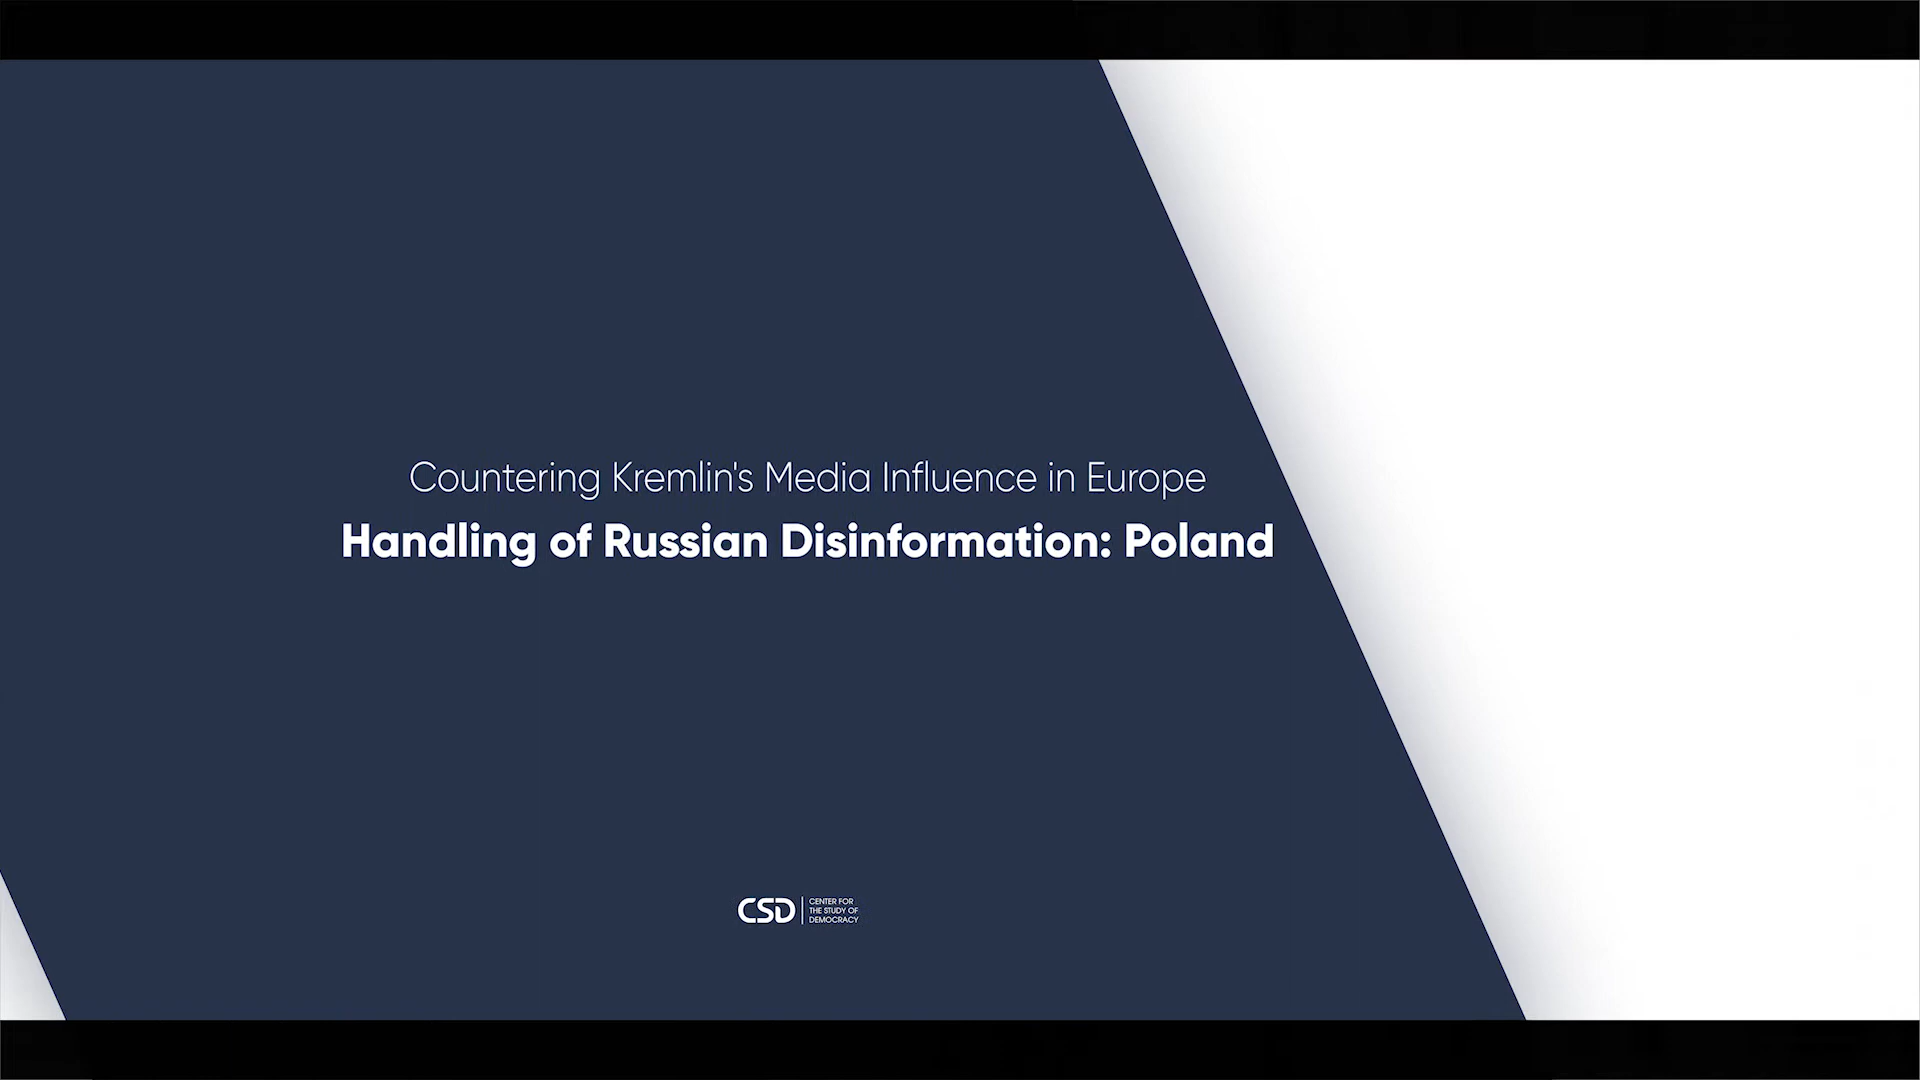 Countering Kremlin's Media Influence in Europe
Handling of Russian Disinformation: Poland
CSD
CENTER FOR
THE STUDY OF
DEMOCRACY